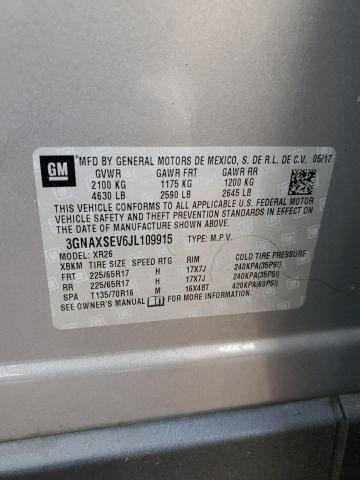 GM
MFD BY GENERAL MOTORS DE MEXICO, S. DE R.L. DE C.V. 05/17
GVWR GAWR FRT GAWR RR
2100 KG 1175 KG 1200 KG
4630 LB 2590 LB 2645 LB
THIS VEHICLE CONFORMS TO ALL APPLICABLE U.S. FEDERAL MOTOR
VEHICLE SAFETY AND THEFT PREVENTION STANDARDS IN
EFFECT ON THE DATE OF MANUFACTURE SHOWN ABOVE.
3GNAXSEV6JL109915 TYPE: M.P.V.
MODEL: XR26
XBKM TIRE SIZE SPEED RTG RIM COLD TIRE PRESSURE
FRT 225/65R17 H 17X7J 240KPA(35PSI)
RR 225/65R17 H 17X7J 240KPA(35PSI)
SPA T135/70R16 M 16X4BT 420KPA(60PSI)
SEE OWNER'S MANUAL FOR MORE INFORMATION.